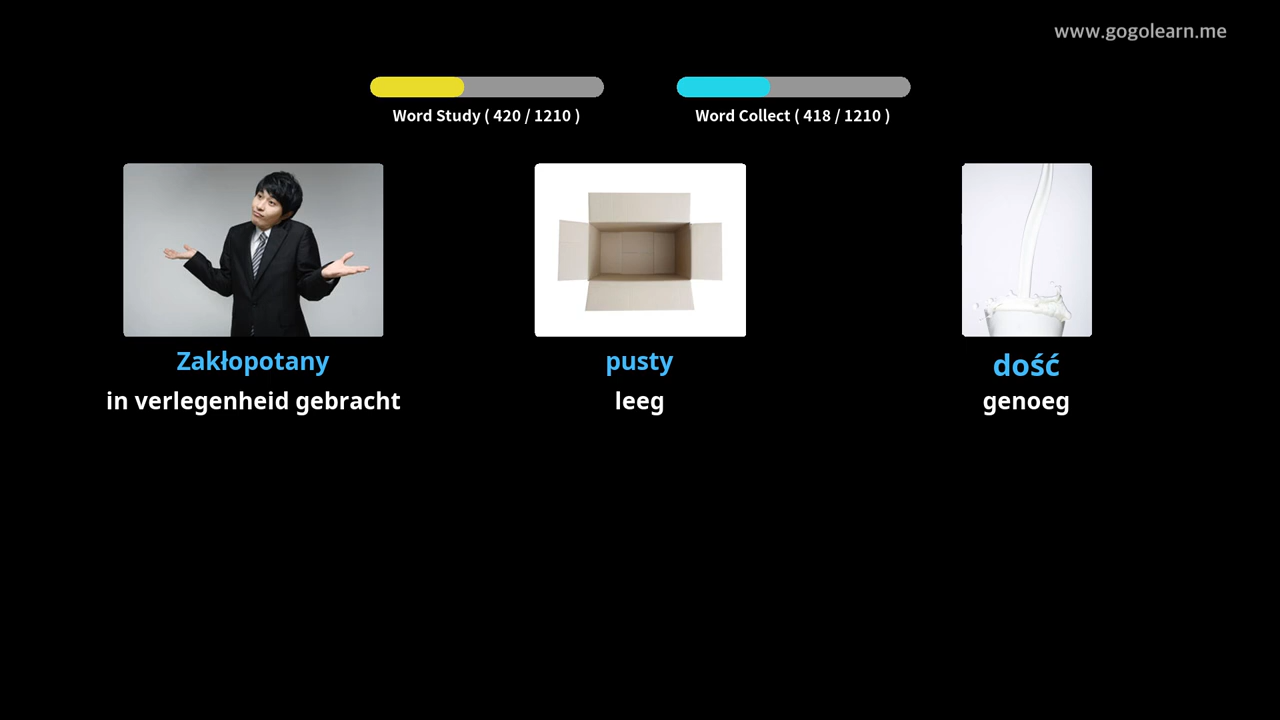 www.gogolearn.me
Word Study ( 420 / 1210 )
Word Collect ( 418 / 1210 )
Zakłopotany
in verlegenheid gebracht
pusty
leeg
dość
genoeg